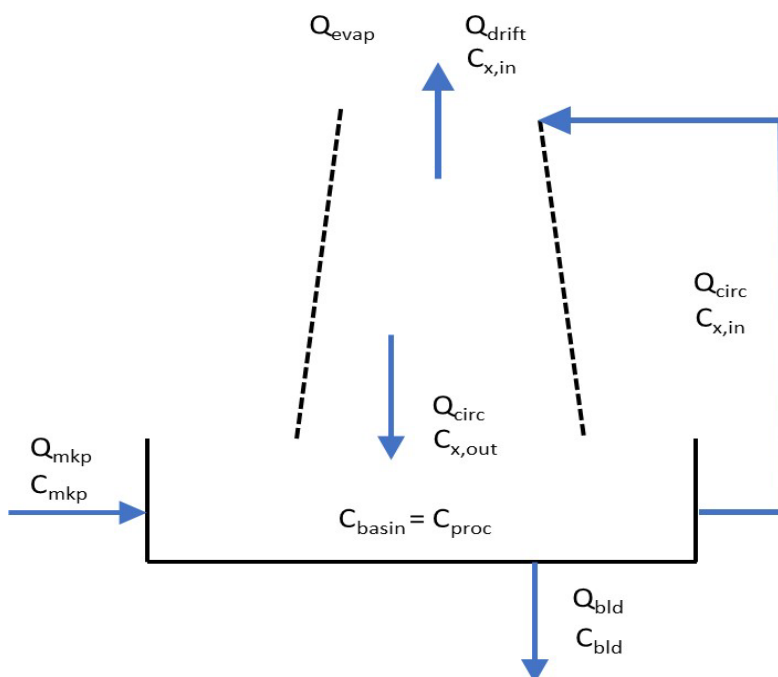 Qevap
Qdrift
Cx,in
Qcirc
Cx,in
Qcirc
Cx,out
Qmkp
Cmkp
Cbasin = Cproc
Qbld
Cbld